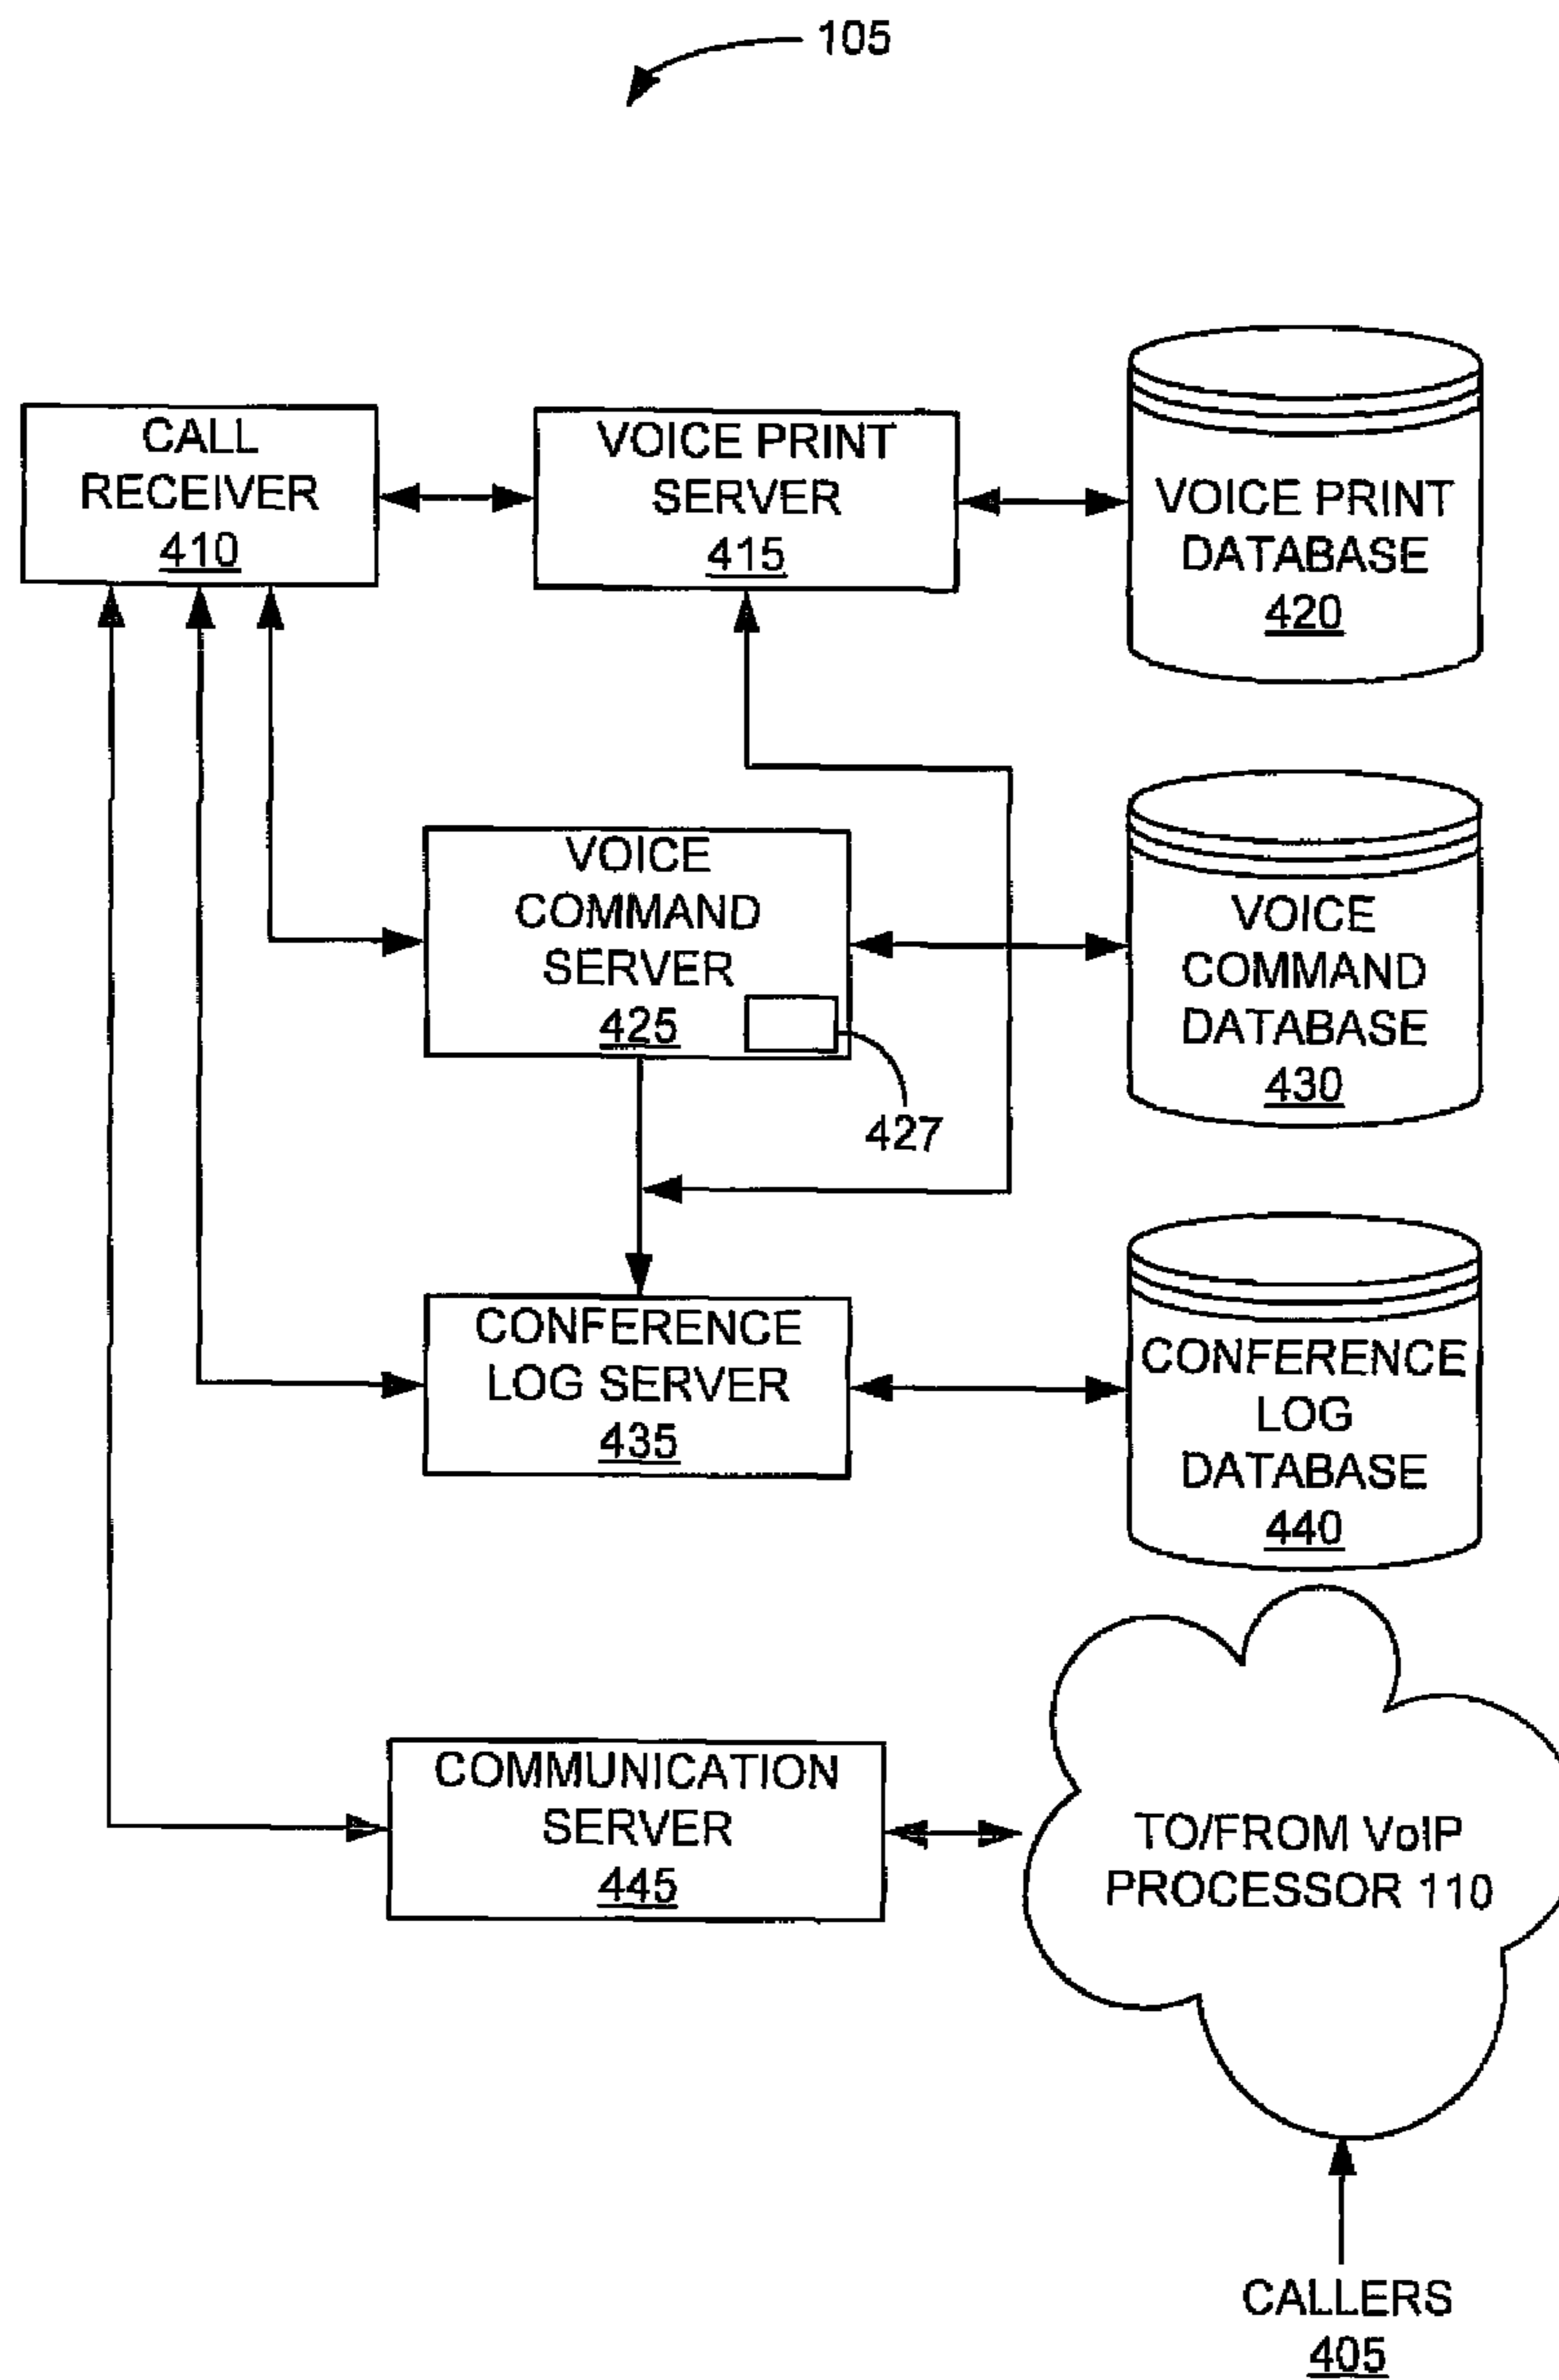 105
CALL
RECEIVER
410
VOICE PRINT
SERVER
415
VOICE PRINT
DATABASE
420
VOICE
COMMAND
SERVER
425
427
VOICE
COMMAND
DATABASE
430
CONFERENCE
LOG SERVER
435
CONFERENCE
LOG
DATABASE
440
COMMUNICATION
SERVER
445
TO/FROM VoIP
PROCESSOR 110
CALLERS
405